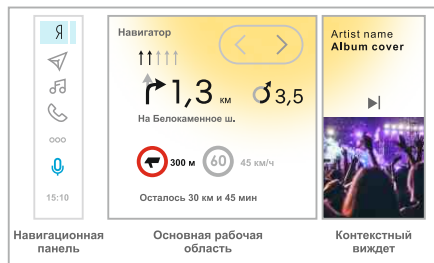 Я
15:10
Навигатор
1,3 км
3,5
На Белокаменное ш.
300 м
60
45 км/ч
Осталось 30 км и 45 мин
Artist name
Album cover
Навигационная
панель
Основная рабочая
область
Контекстный
виждет